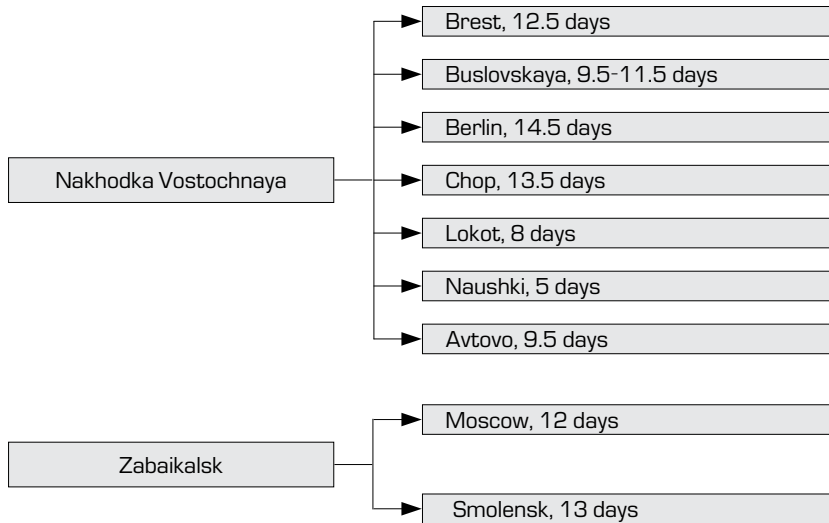 Brest, 12.5 days
Buslovskaya, 9.5-11.5 days
Berlin, 14.5 days
Nakhodka Vostochnaya
Chop, 13.5 days
Lokot, 8 days
Naushki, 5 days
Avtovo, 9.5 days
Moscow, 12 days
Zabaikalsk
Smolensk, 13 days